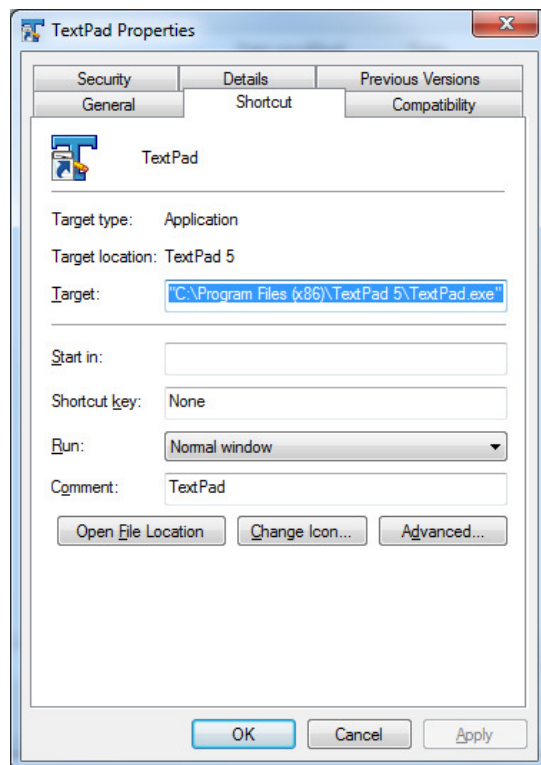 TextPad Properties
Security Details Previous Versions
General Shortcut Compatibility
TextPad
Target type: Application
Target location: TextPad 5
Target: "C:\Program Files (x86)\TextPad 5\TextPad.exe"
Start in:
Shortcut key: None
Run: Normal window
Comment: TextPad
Open File Location Change Icon... Advanced...
OK Cancel Apply